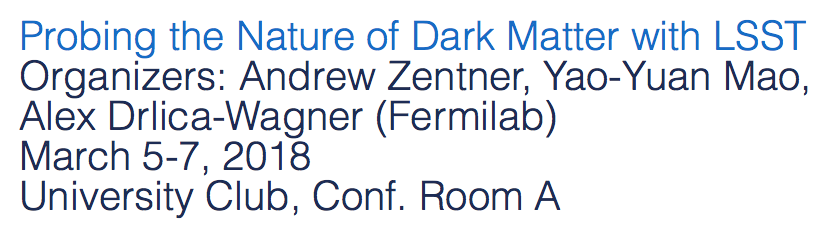 Probing the Nature of Dark Matter with LSST
Organizers: Andrew Zentner, Yao-Yuan Mao,
Alex Drlica-Wagner (Fermilab)
March 5-7, 2018
University Club, Conf. Room A